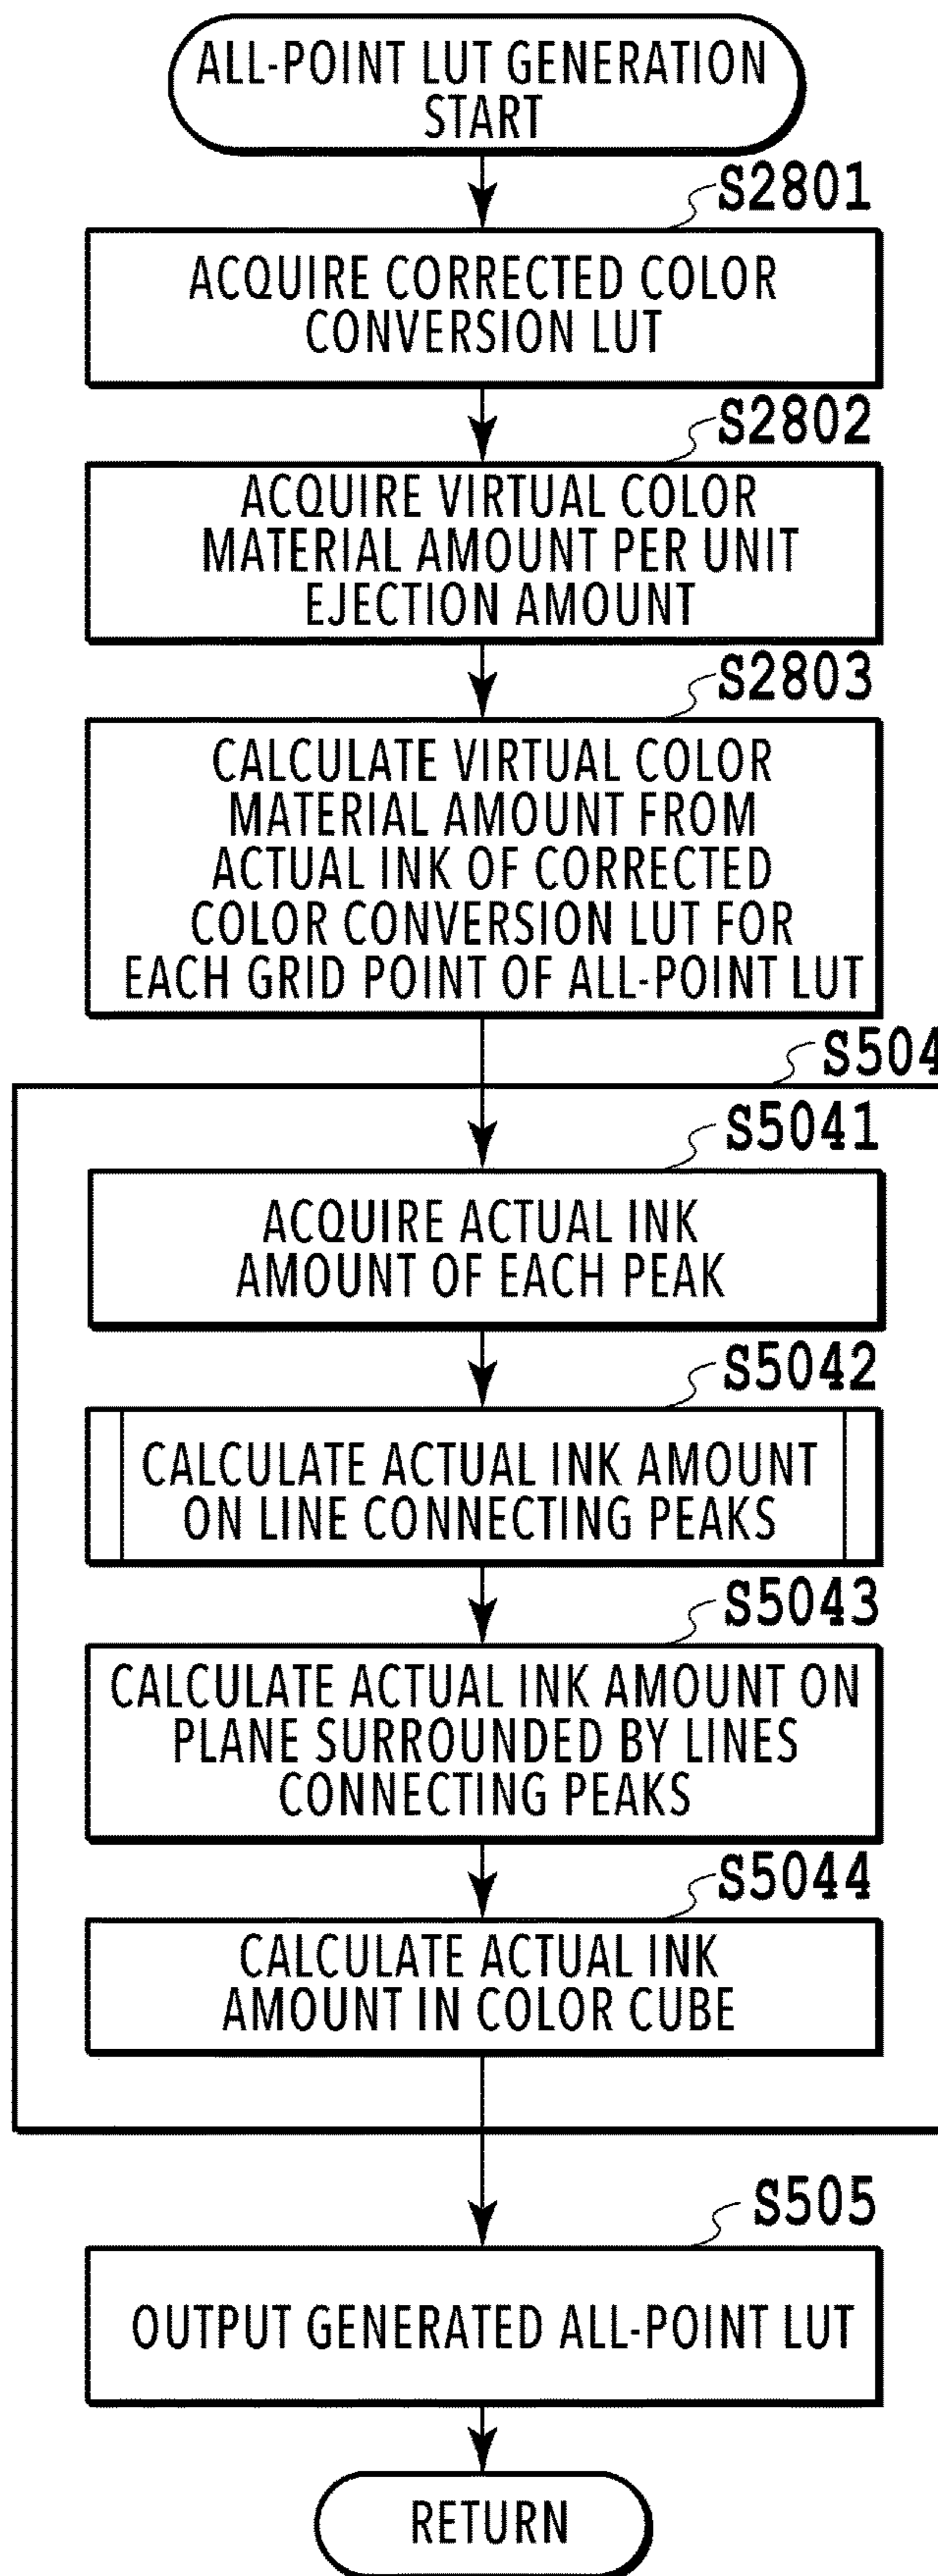 ALL-POINT LUT GENERATION
START
S2801
ACQUIRE CORRECTED COLOR
CONVERSION LUT
S2802
ACQUIRE VIRTUAL COLOR
MATERIAL AMOUNT PER UNIT
EJECTION AMOUNT
S2803
CALCULATE VIRTUAL COLOR
MATERIAL AMOUNT FROM
ACTUAL INK OF CORRECTED
COLOR CONVERSION LUT FOR
EACH GRID POINT OF ALL-POINT LUT
S504
S5041
ACQUIRE ACTUAL INK
AMOUNT OF EACH PEAK
S5042
CALCULATE ACTUAL INK AMOUNT
ON LINE CONNECTING PEAKS
S5043
CALCULATE ACTUAL INK AMOUNT ON
PLANE SURROUNDED BY LINES
CONNECTING PEAKS
S5044
CALCULATE ACTUAL INK
AMOUNT IN COLOR CUBE
S505
OUTPUT GENERATED ALL-POINT LUT
RETURN